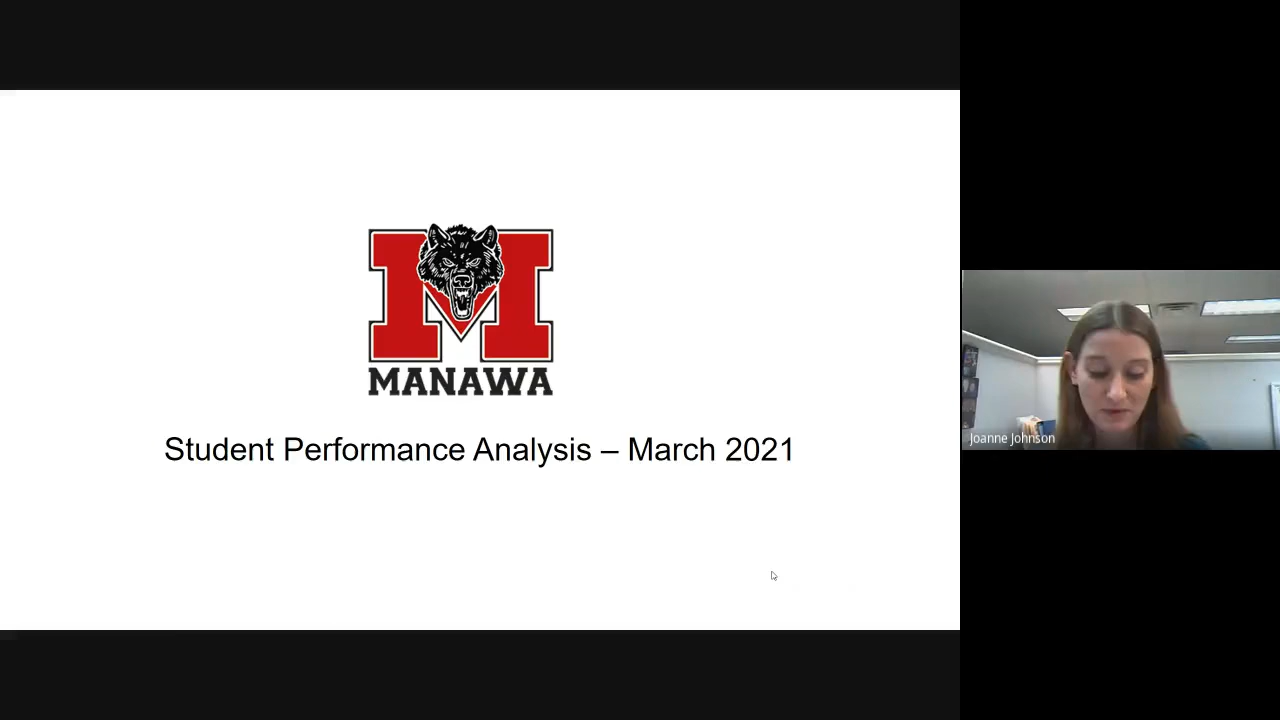 MANAWA
Student Performance Analysis – March 2021
Joanne Johnson